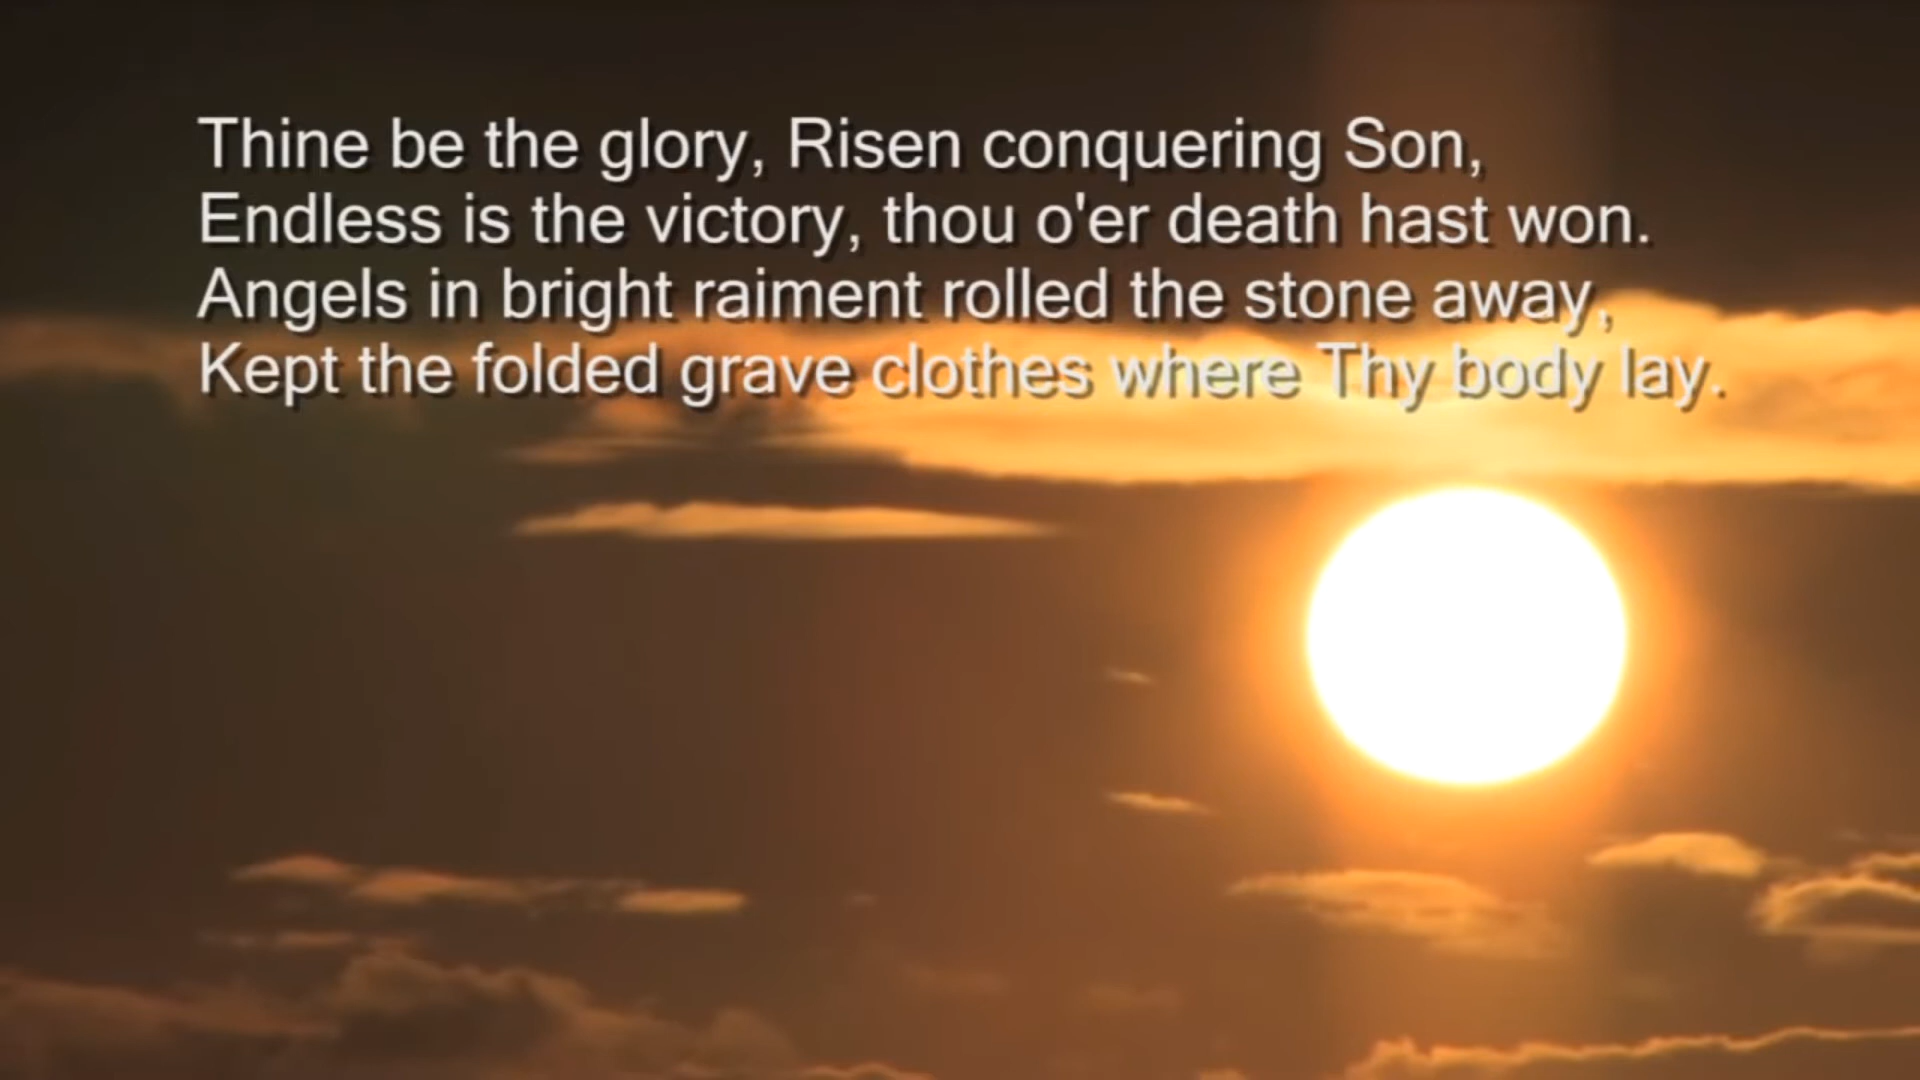 Thine be the glory, Risen conquering Son,
Endless is the victory, thou o'er death hast won.
Angels in bright raiment rolled the stone away,
Kept the folded grave clothes where Thy body lay.